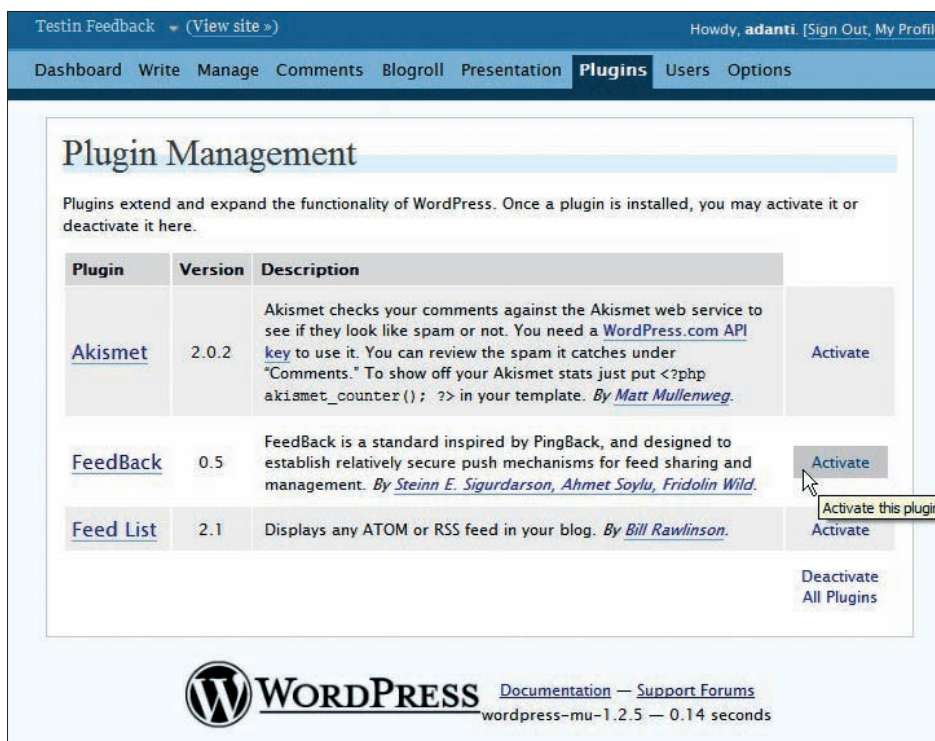 Testin Feedback (View site »)
Howdy, adanti. [Sign Out, My Profil
Dashboard Write Manage Comments Blogroll Presentation Plugins Users Options
Plugin Management
Plugins extend and expand the functionality of WordPress. Once a plugin is installed, you may activate it or
deactivate it here.
Plugin Version Description
Akismet checks your comments against the Akismet web service to
see if they look like spam or not. You need a WordPress.com API
Akismet 2.0.2 key to use it. You can review the spam it catches under Activate
"Comments." To show off your Akismet stats just put <?php
akismet_counter(); ?> in your template. By Matt Mullenweg.
FeedBack is a standard inspired by PingBack, and designed to
FeedBack 0.5 establish relatively secure push mechanisms for feed sharing and Activate
management. By Steinn E. Sigurdarson, Ahmet Soylu, Fridolin Wild.
Activate this plugin
Feed List 2.1 Displays any ATOM or RSS feed in your blog. By Bill Rawlinson. Activate
Deactivate
All Plugins
WORDPRESS
Documentation — Support Forums
wordpress-mu-1.2.5 — 0.14 seconds